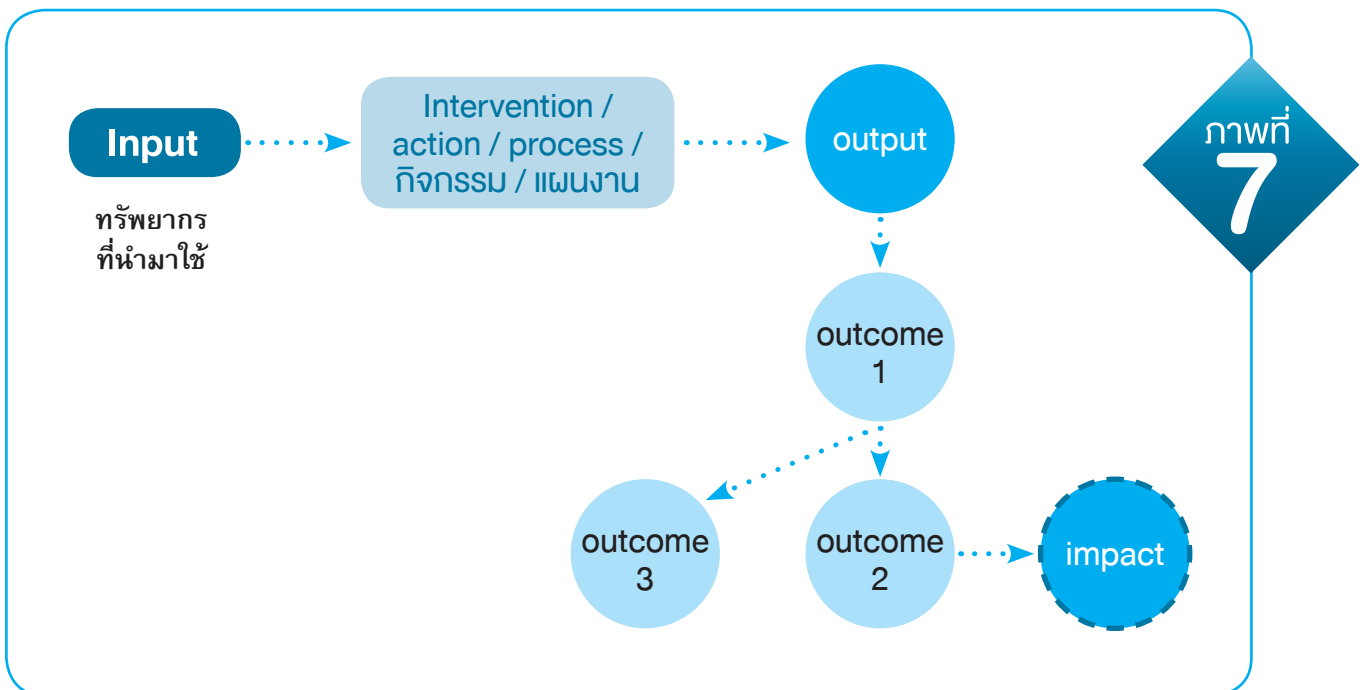 Input
ทรัพยากร
ที่นำมาใช้
Intervention /
action / process /
กิจกรรม / แผนงาน
output
ภาพที่
7
outcome
1
outcome
3
outcome
2
impact